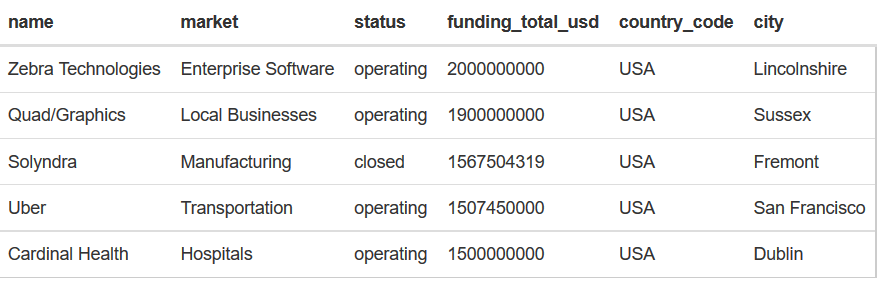 name market status funding_total_usd country_code city
Zebra Technologies Enterprise Software operating 2000000000 USA Lincolnshire
Quad/Graphics Local Businesses operating 1900000000 USA Sussex
Solyndra Manufacturing closed 1567504319 USA Fremont
Uber Transportation operating 1507450000 USA San Francisco
Cardinal Health Hospitals operating 1500000000 USA Dublin